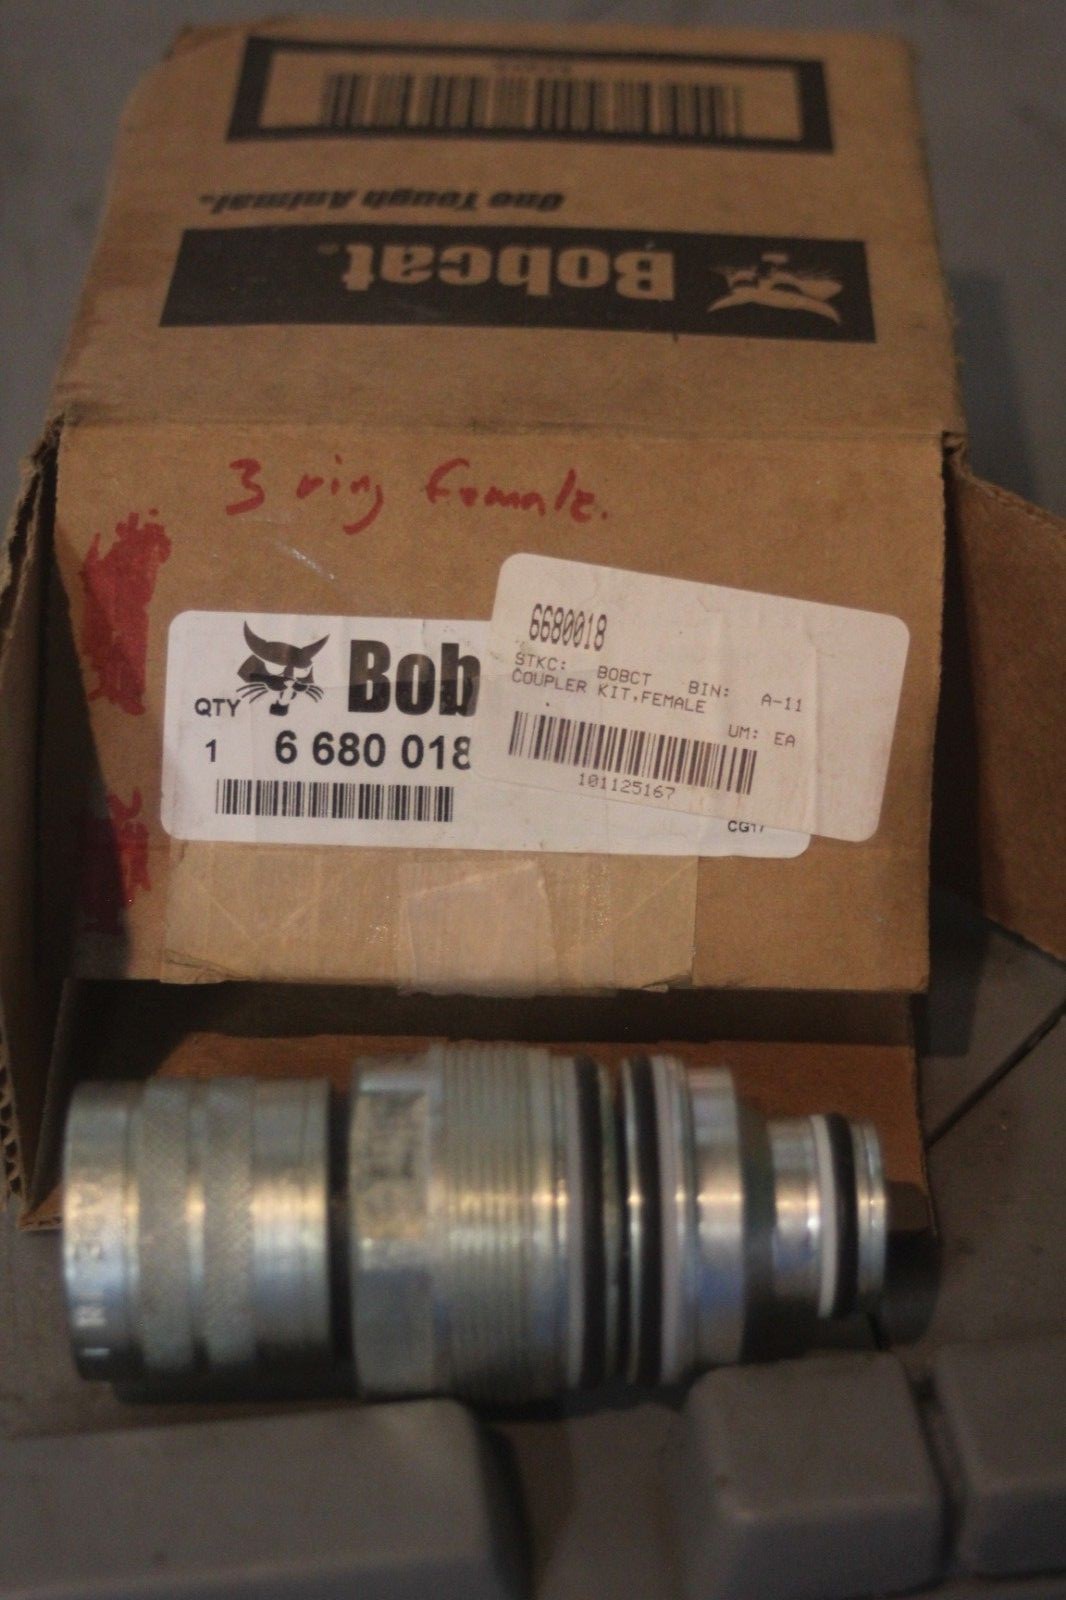 One Tough Animal.
Bobcat.
3 ring Female.
Bob
QTY
1 6 680 018
6680018
STKC: BOBCT BIN: A-11
COUPLER KIT,FEMALE
UM: EA
101125167
CG17